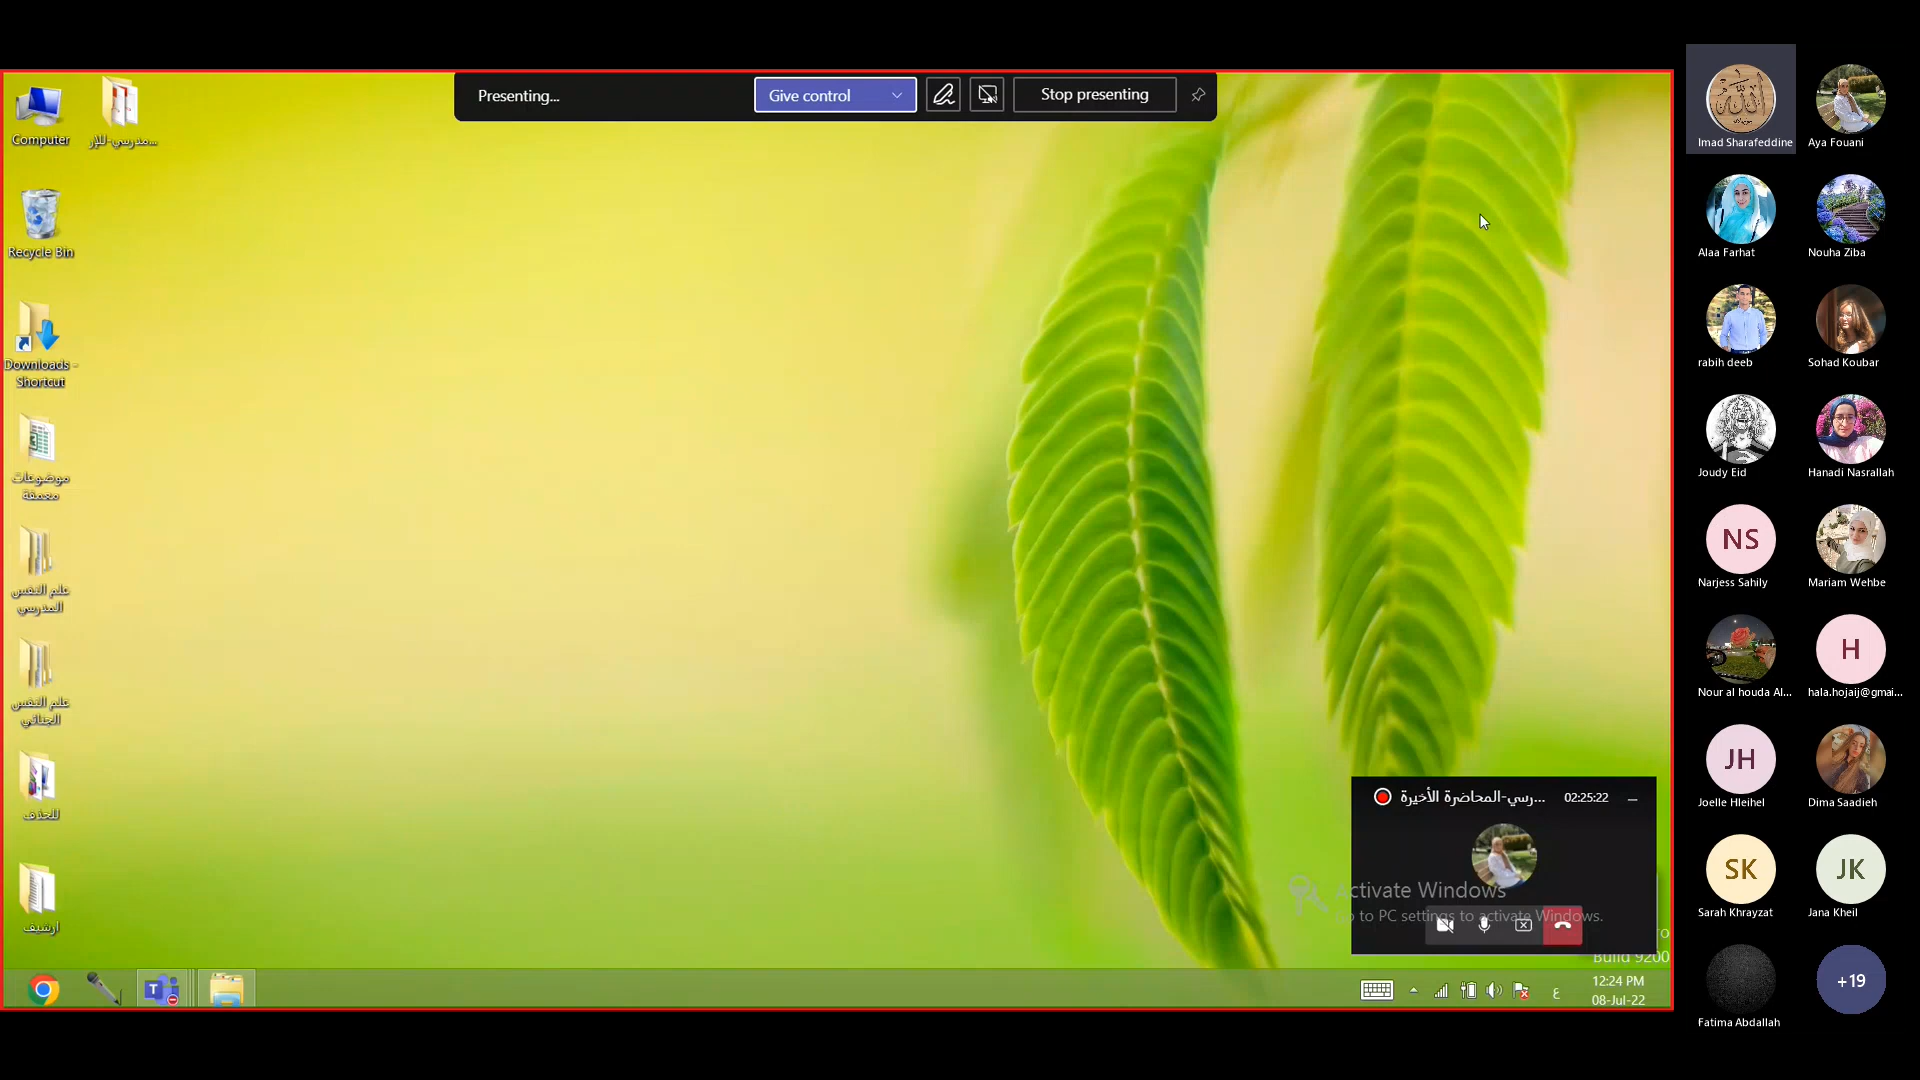 Presenting...
Give control
Stop presenting
Computer
مدرسي-للإر...
Recycle Bin
Downloads -
Shortcut
موضوعات
معمقة
علم النفس
المدرسي
علم النفس
الجنائي
للحذف
ارشيف
...رسي-المحاضرة الأخيرة
02:25:22
Activate Windows
Go to PC settings to activate Windows.
Build 9200
ع
12:24 PM
08-Jul-22
Imad Sharafeddine
Aya Fouani
Alaa Farhat
Nouha Ziba
rabih deeb
Sohad Koubar
Joudy Eid
Hanadi Nasrallah
NS
Narjess Sahily
Mariam Wehbe
Nour al houda Al...
H
hala.hojaij@gmai...
JH
Joelle Hleihel
Dima Saadieh
SK
Sarah Khrayzat
JK
Jana Kheil
Fatima Abdallah
+19